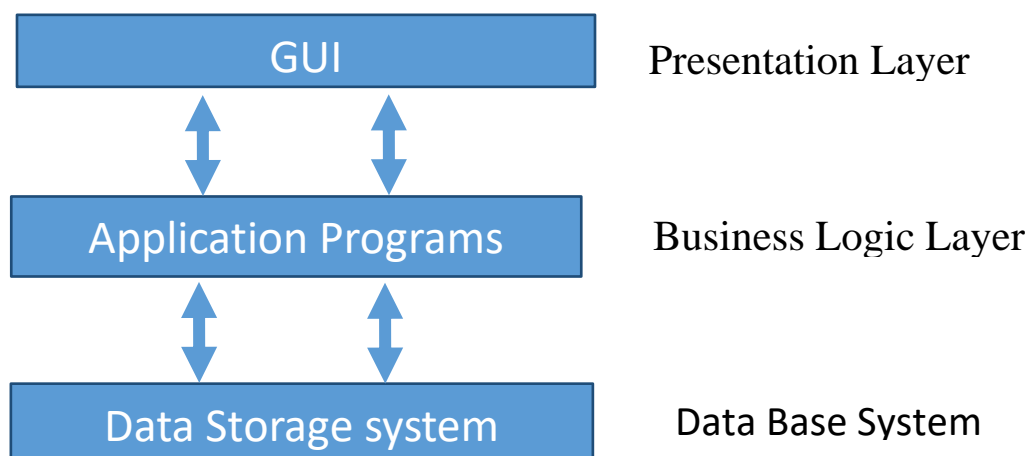 GUI
Presentation Layer
Application Programs
Business Logic Layer
Data Storage system
Data Base System